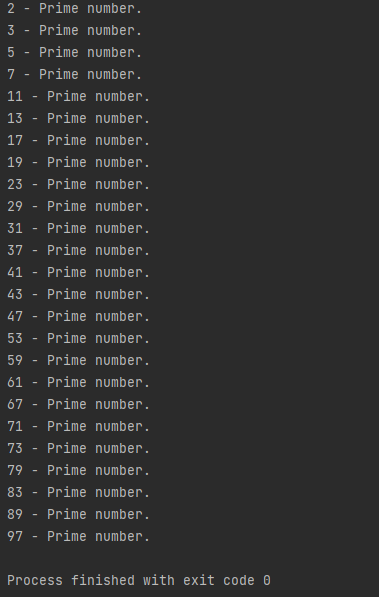 2 - Prime number.
3 - Prime number.
5 - Prime number.
7 - Prime number.
11 - Prime number.
13 - Prime number.
17 - Prime number.
19 - Prime number.
23 - Prime number.
29 - Prime number.
31 - Prime number.
37 - Prime number.
41 - Prime number.
43 - Prime number.
47 - Prime number.
53 - Prime number.
59 - Prime number.
61 - Prime number.
67 - Prime number.
71 - Prime number.
73 - Prime number.
79 - Prime number.
83 - Prime number.
89 - Prime number.
97 - Prime number.
Process finished with exit code 0